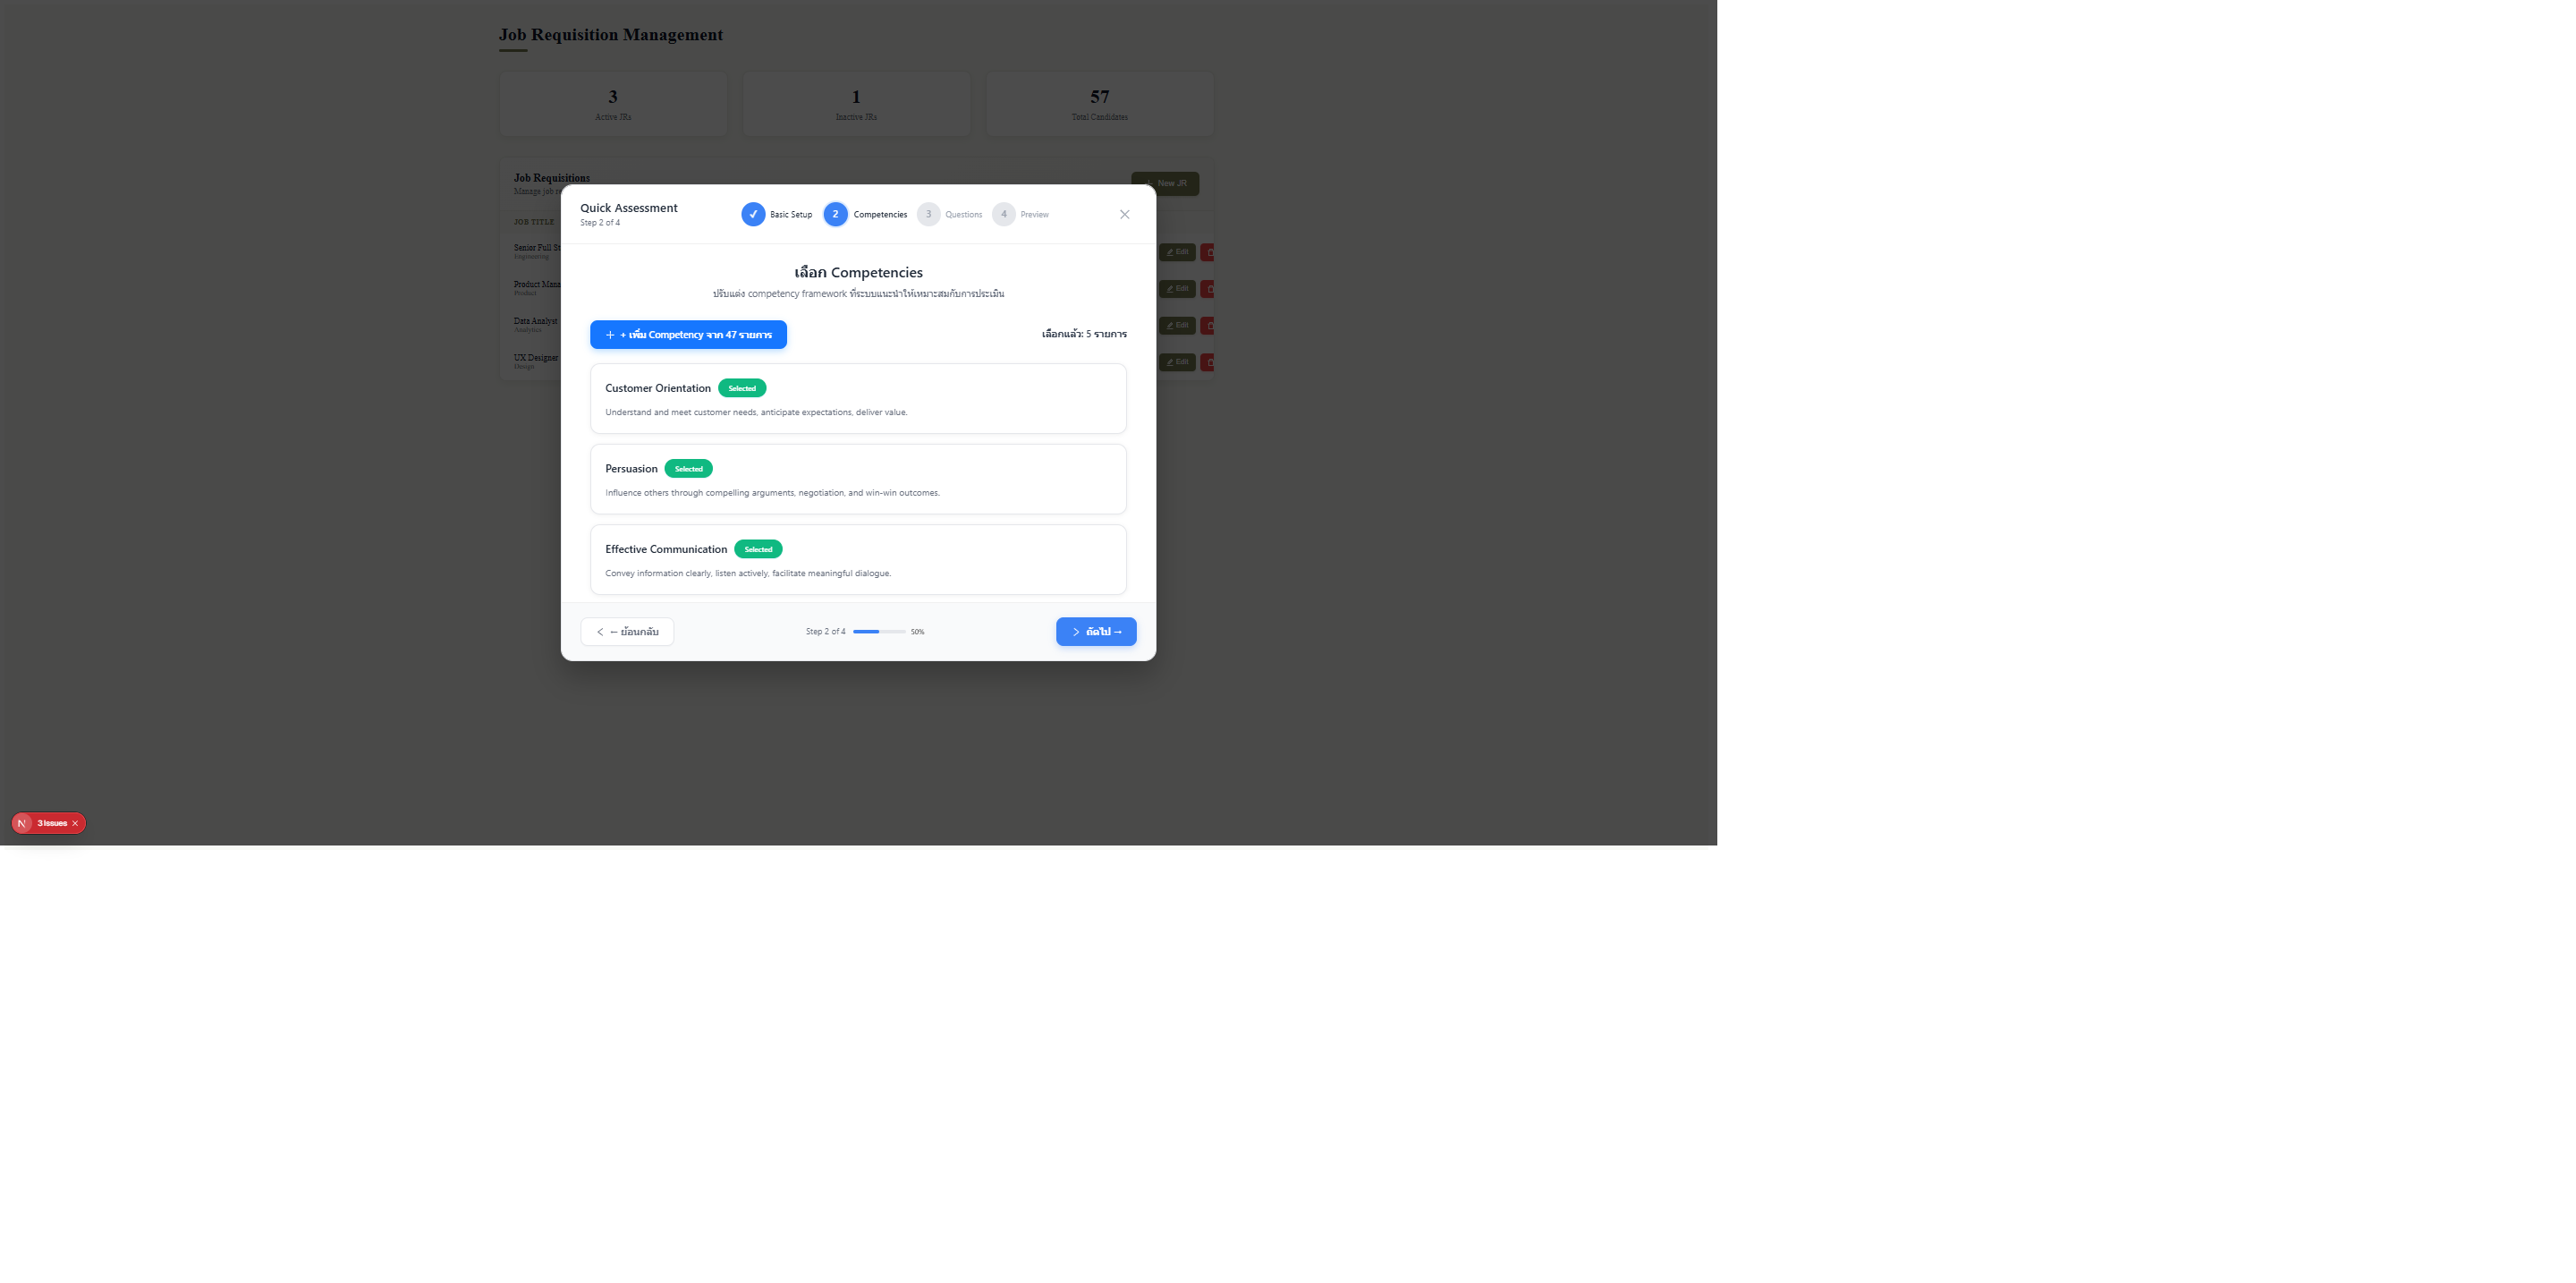 Job Requisition Management
3
Active JRs
1
Inactive JRs
57
Total Candidates
Job Requisitions
Manage job
New JR
JOB TITLE
Senior Full
Engineering
Edit
Product
Product
Edit
Data Analyst
Analytics
Edit
UX Designer
Design
Edit
Quick Assessment
Step 2 of 4
Basic Setup
2 Competencies
3 Questions
4 Preview
เลือก Competencies
ปรับแต่ง competency framework ที่ระบบแนะนำให้เหมาะสมกับการประเมิน
+ เพิ่ม Competency จาก 47 รายการ
เลือกแล้ว: 5 รายการ
Customer Orientation Selected
Understand and meet customer needs, anticipate expectations, deliver value.
Persuasion Selected
Influence others through compelling arguments, negotiation, and win-win outcomes.
Effective Communication Selected
Convey information clearly, listen actively, facilitate meaningful dialogue.
← ย้อนกลับ
Step 2 of 4 50%
ถัดไป →
N 3 Issues